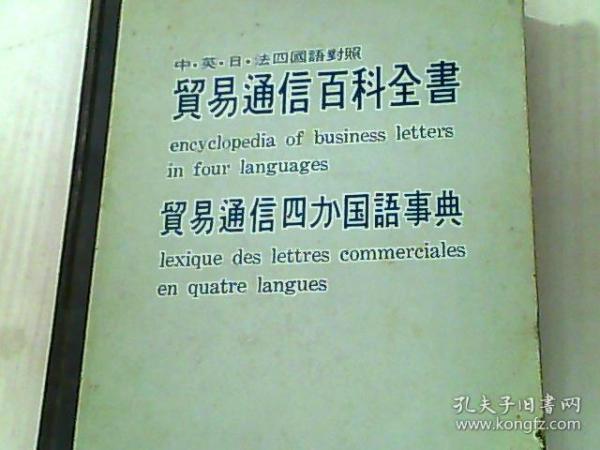 中·英·日·法四國語對照
貿易通信百科全書
encyclopedia of business letters
in four languages
貿易通信四か国語事典
lexique des lettres commerciales
en quatre langues
孔夫子旧书网
www.kongfz.com